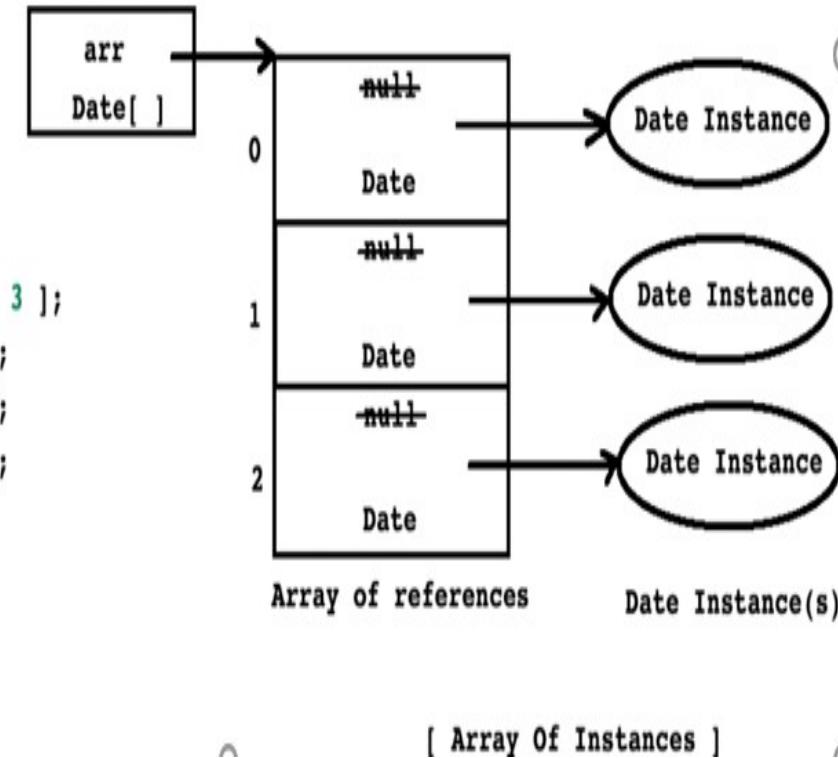 arr
Date[ ]
null
0
Date
Date Instance
3 ];
;
;
;
null
1
Date
Date Instance
null
2
Date
Date Instance
Array of references
Date Instance(s)
[ Array Of Instances ]